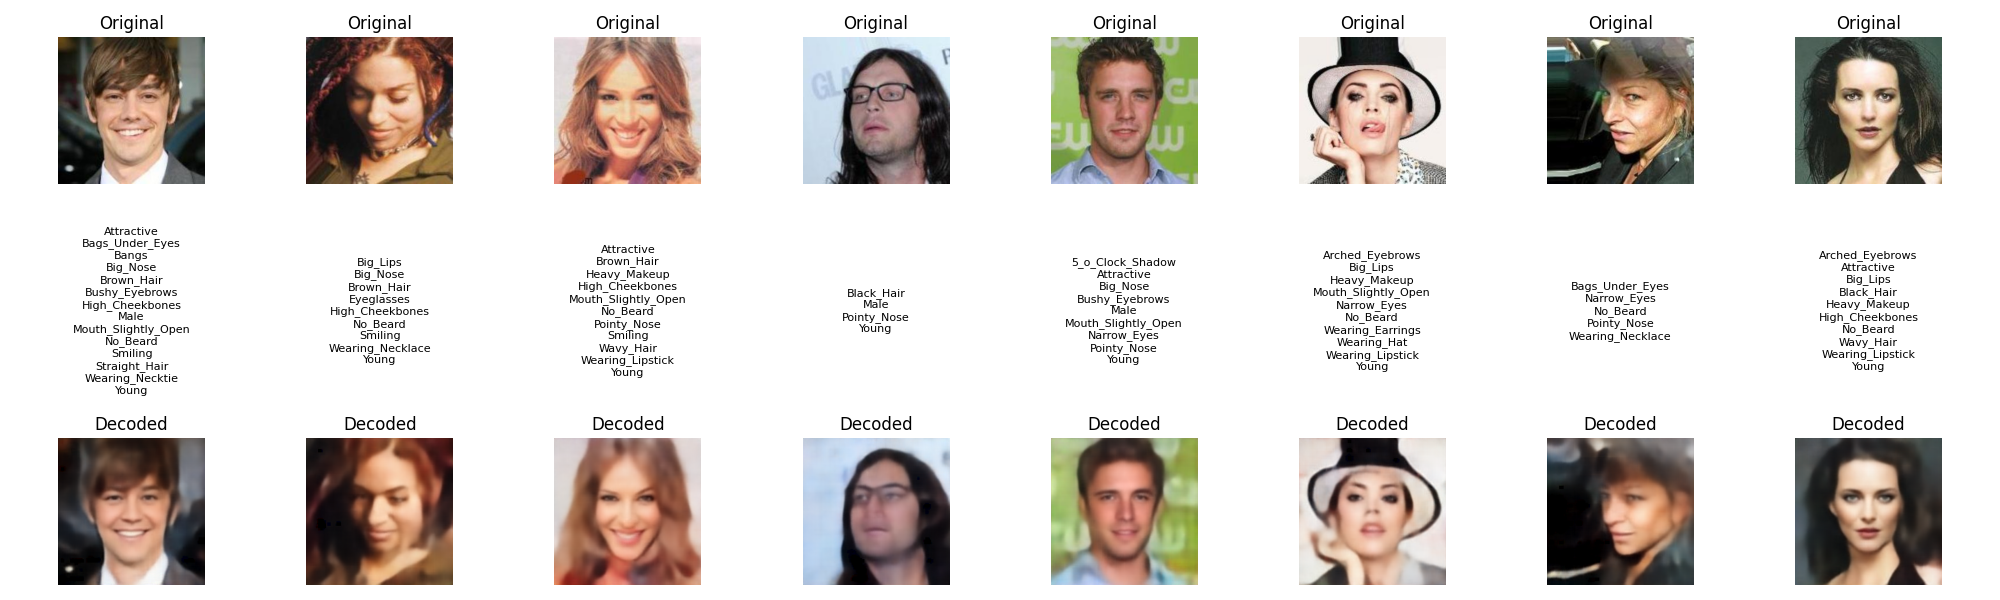 Original
Original
Original
Original
Original
Original
Original
Original
GLA
CW
CW
Attractive
Bags_Under_Eyes
Bangs
Big_Nose
Brown_Hair
Bushy_Eyebrows
High_Cheekbones
Male
Mouth_Slightly_Open
No_Beard
Smiling
Straight_Hair
Wearing_Necktie
Young
Big_Lips
Big_Nose
Brown_Hair
Eyeglasses
High_Cheekbones
No_Beard
Smiling
Wearing_Necklace
Young
Attractive
Brown_Hair
Heavy_Makeup
High_Cheekbones
Mouth_Slightly_Open
No_Beard
Pointy_Nose
Smiling
Wavy_Hair
Wearing_Lipstick
Young
Black_Hair
Male
Pointy_Nose
Young
5_o_Clock_Shadow
Attractive
Big_Nose
Bushy_Eyebrows
Male
Mouth_Slightly_Open
Narrow_Eyes
Pointy_Nose
Young
Arched_Eyebrows
Big_Lips
Heavy_Makeup
Mouth_Slightly_Open
Narrow_Eyes
No_Beard
Wearing_Earrings
Wearing_Hat
Wearing_Lipstick
Young
Bags_Under_Eyes
Narrow_Eyes
No_Beard
Pointy_Nose
Wearing_Necklace
Arched_Eyebrows
Attractive
Big_Lips
Black_Hair
Heavy_Makeup
High_Cheekbones
No_Beard
Wavy_Hair
Wearing_Lipstick
Young
Decoded
Decoded
Decoded
Decoded
Decoded
Decoded
Decoded
Decoded